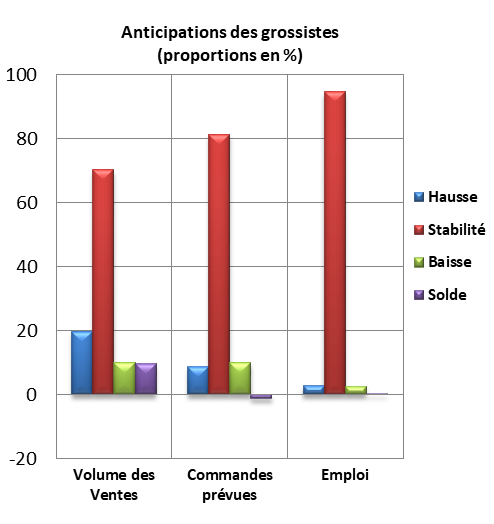 Anticipations des grossistes
(proportions en %)
100
80
60
40
20
0
-20
Volume des
Ventes
Commandes
prévues
Emploi
Hausse
Stabilité
Baisse
Solde